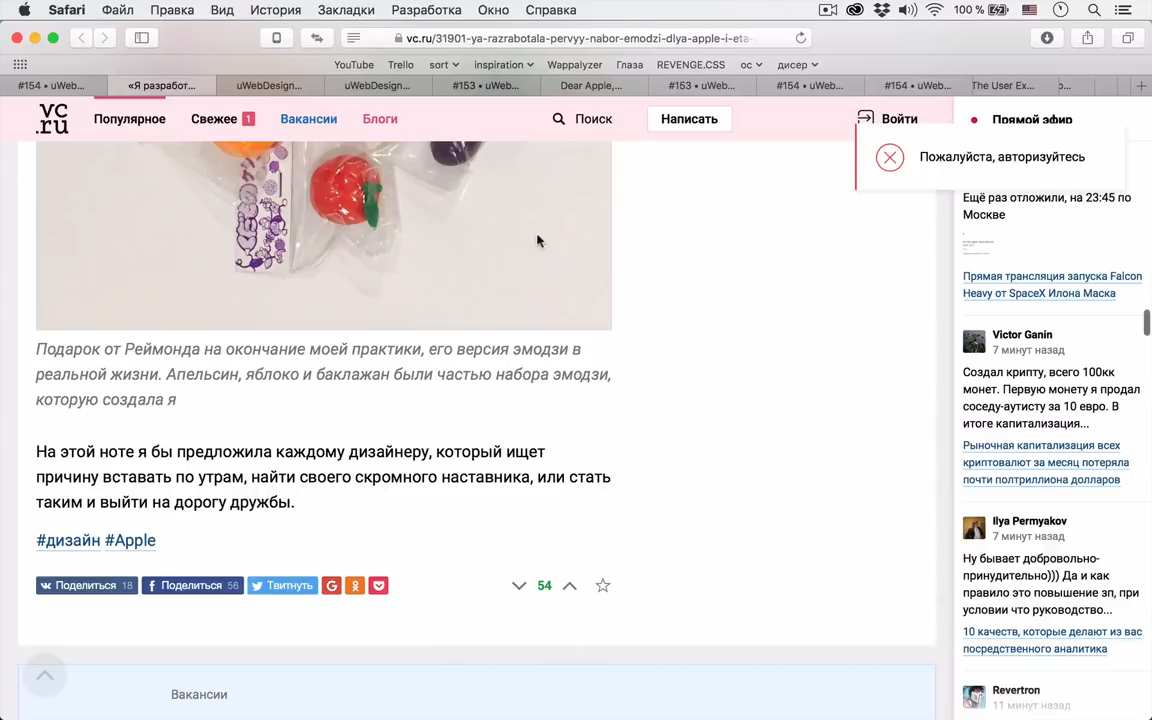 Safari Файл Правка Вид История Закладки Разработка Окно Справка 100 %
vc.ru/31901-ya-razrabotala-pervyy-nabor-emodzi-dlya-apple-i-eta-
YouTube Trello sort inspiration Wappalyzer Глаза REVENGE.CSS ос дисер
#154 • uWeb... «Я разработ... uWebDesign... uWebDesign... #153 • uWeb... Dear Apple,... #153 • uWeb... #154 • uWeb... #154 • uWeb... The User Ex...
vc.ru Популярное Свежее 1 Вакансии Блоги Поиск Написать Войти Прямой эфир
Пожалуйста, авторизуйтесь
Ещё раз отложили, на 23:45 по
Москве
Прямая трансляция запуска Falcon
Heavy от SpaceX Илона Маска
Victor Ganin
7 минут назад
Создал крипту, всего 100кк
монет. Первую монету я продал
соседу-аутисту за 10 евро. В
итоге капитализация...
Рыночная капитализация всех
криптовалют за месяц потеряла
почти полтриллиона долларов
Ilya Permyakov
7 минут назад
Ну бывает добровольно-
принудительно))) Да и как
правило это повышение зп, при
условии что руководство...
10 качеств, которые делают из вас
посредственного аналитика
Revertron
11 минут назад
Подарок от Реймонда на окончание моей практики, его версия эмодзи в
реальной жизни. Апельсин, яблоко и баклажан были частью набора эмодзи,
которую создала я
На этой ноте я бы предложила каждому дизайнеру, который ищет
причину вставать по утрам, найти своего скромного наставника, или стать
таким и выйти на дорогу дружбы.
#дизайн #Apple
Поделиться 18 Поделиться 56 Твитнуть 54
Вакансии